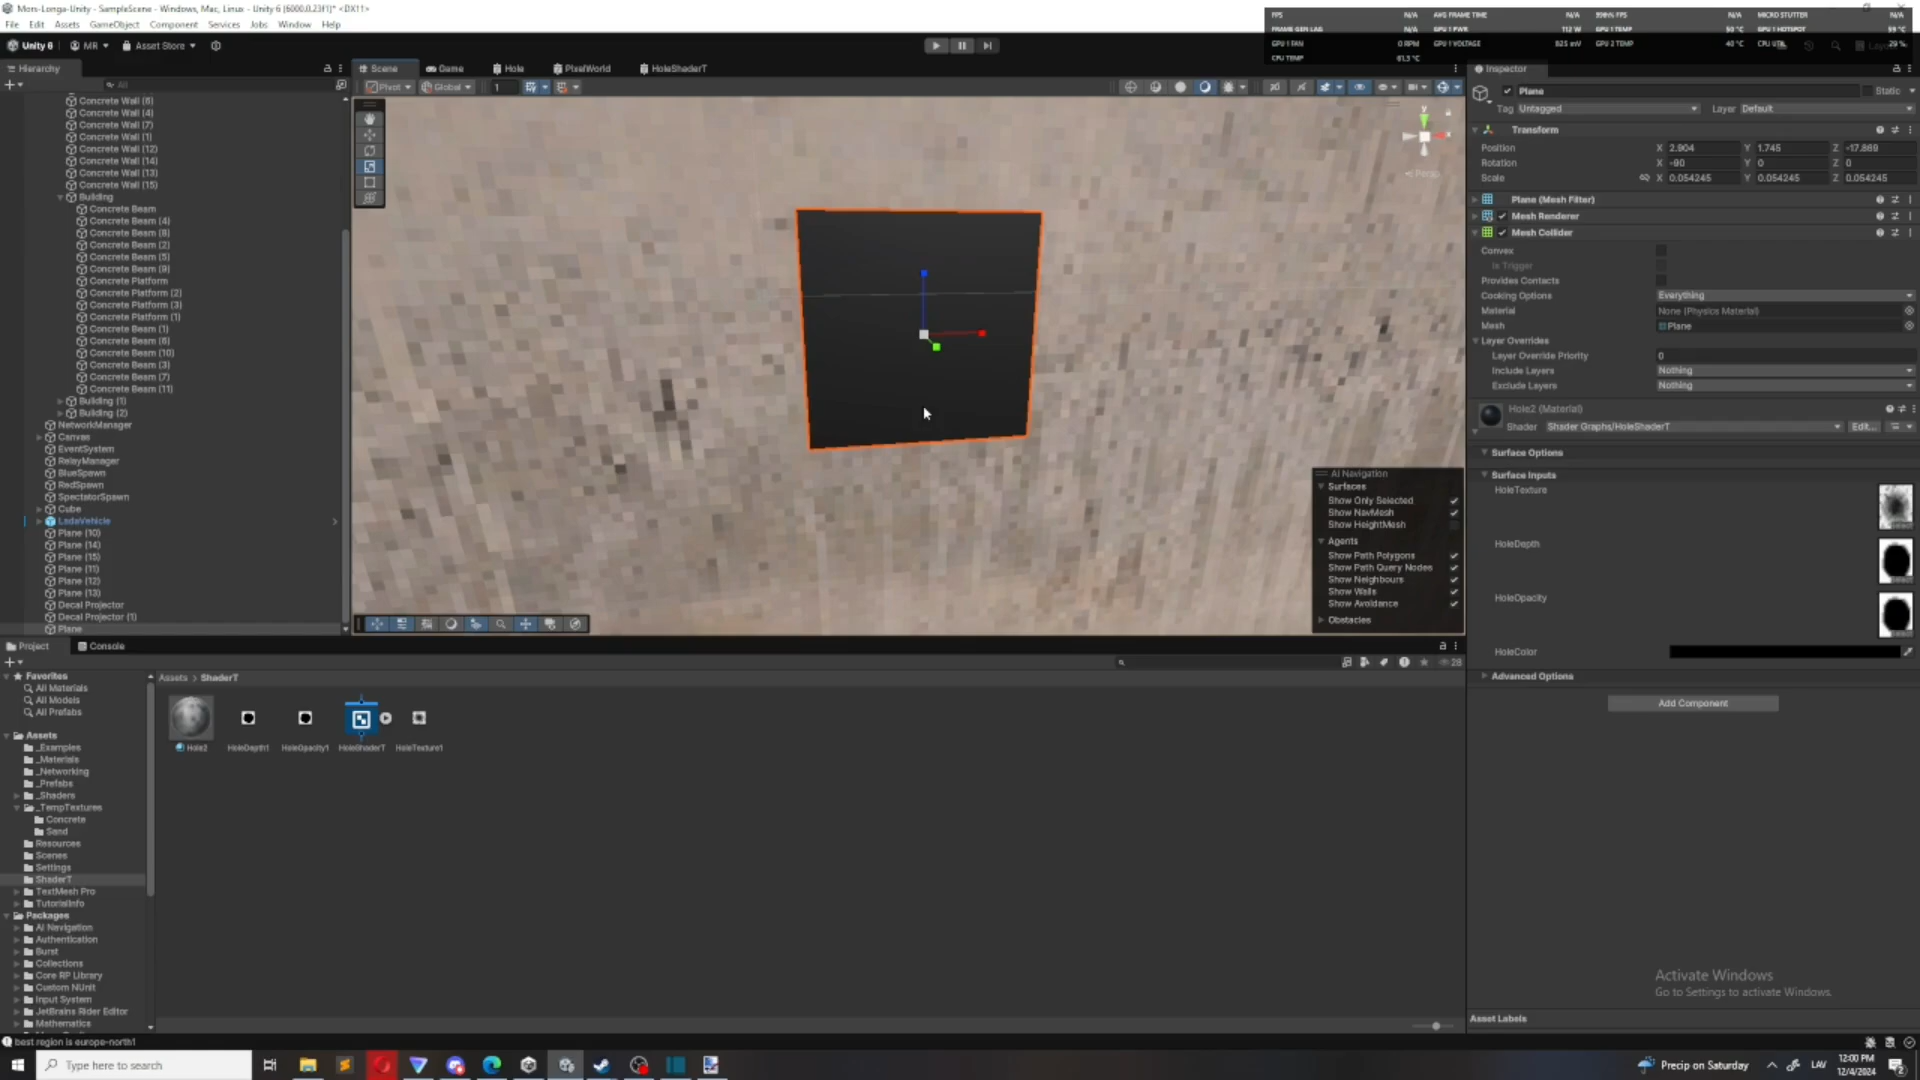 Mors-Longa-Unity - SampleScene - Windows, Mac, Linux - Unity 6 (6000.0.23f1)* <DX11>
File Edit Assets GameObject Component Services Jobs Window Help
FPS N/A AVG FRAME TIME N/A 99th% FPS N/A MICRO STUTTER N/A
FRAME GEN LAG N/A GPU 1 PWR 112 W GPU 1 TEMP 50 °C GPU 1 HOTSPOT 59 °C
GPU 1 FAN 0 RPM GPU 1 VOLTAGE 825 mV GPU 2 TEMP 40 °C CPU UTIL 29 %
CPU TEMP 61.3 °C
Unity 6 MR Asset Store
Hierarchy
All
Concrete Wall (6)
Concrete Wall (4)
Concrete Wall (7)
Concrete Wall (1)
Concrete Wall (12)
Concrete Wall (14)
Concrete Wall (13)
Concrete Wall (15)
Building
Concrete Beam
Concrete Beam (4)
Concrete Beam (8)
Concrete Beam (2)
Concrete Beam (5)
Concrete Beam (9)
Concrete Platform
Concrete Platform (2)
Concrete Platform (3)
Concrete Platform (1)
Concrete Beam (1)
Concrete Beam (6)
Concrete Beam (10)
Concrete Beam (3)
Concrete Beam (7)
Concrete Beam (11)
Building (1)
Building (2)
NetworkManager
Canvas
EventSystem
RelayManager
BlueSpawn
RedSpawn
SpectatorSpawn
Cube
LadaVehicle
Plane (10)
Plane (14)
Plane (15)
Plane (11)
Plane (12)
Plane (13)
Decal Projector
Decal Projector (1)
Plane
Scene Game Hole PixelWorld HoleShaderT
Pivot Global 1
2D
y
x
Persp
AI Navigation
Surfaces
Show Only Selected
Show NavMesh
Show HeightMesh
Agents
Show Path Polygons
Show Path Query Nodes
Show Neighbours
Show Walls
Show Avoidance
Obstacles
Inspector
Plane Static
Tag Untagged Layer Default
Transform
Position X 2.904 Y 1.745 Z -17.869
Rotation X -90 Y 0 Z 0
Scale X 0.054245 Y 0.054245 Z 0.054245
Plane (Mesh Filter)
Mesh Renderer
Mesh Collider
Convex
Is Trigger
Provides Contacts
Cooking Options Everything
Material None (Physics Material)
Mesh Plane
Layer Overrides
Layer Override Priority 0
Include Layers Nothing
Exclude Layers Nothing
Hole2 (Material)
Shader Shader Graphs/HoleShaderT Edit...
Surface Options
Surface Inputs
HoleTexture
HoleDepth
HoleOpacity
HoleColor
Advanced Options
Add Component
Activate Windows
Go to Settings to activate Windows.
Asset Labels
Project Console
28
Favorites
All Materials
All Models
All Prefabs
Assets
_Examples
_Materials
_Networking
_Prefabs
_Shaders
_TempTextures
Concrete
Sand
Resources
Scenes
Settings
ShaderT
TextMesh Pro
TutorialInfo
Packages
AI Navigation
Authentication
Burst
Collections
Core RP Library
Custom NUnit
Input System
JetBrains Rider Editor
Mathematics
Assets > ShaderT
Hole2 HoleDepth1 HoleOpacity1 HoleShaderT HoleTexture1
best region is europe-north1
Type here to search
Precip on Saturday
LAV
12:00 PM
12/4/2024
2